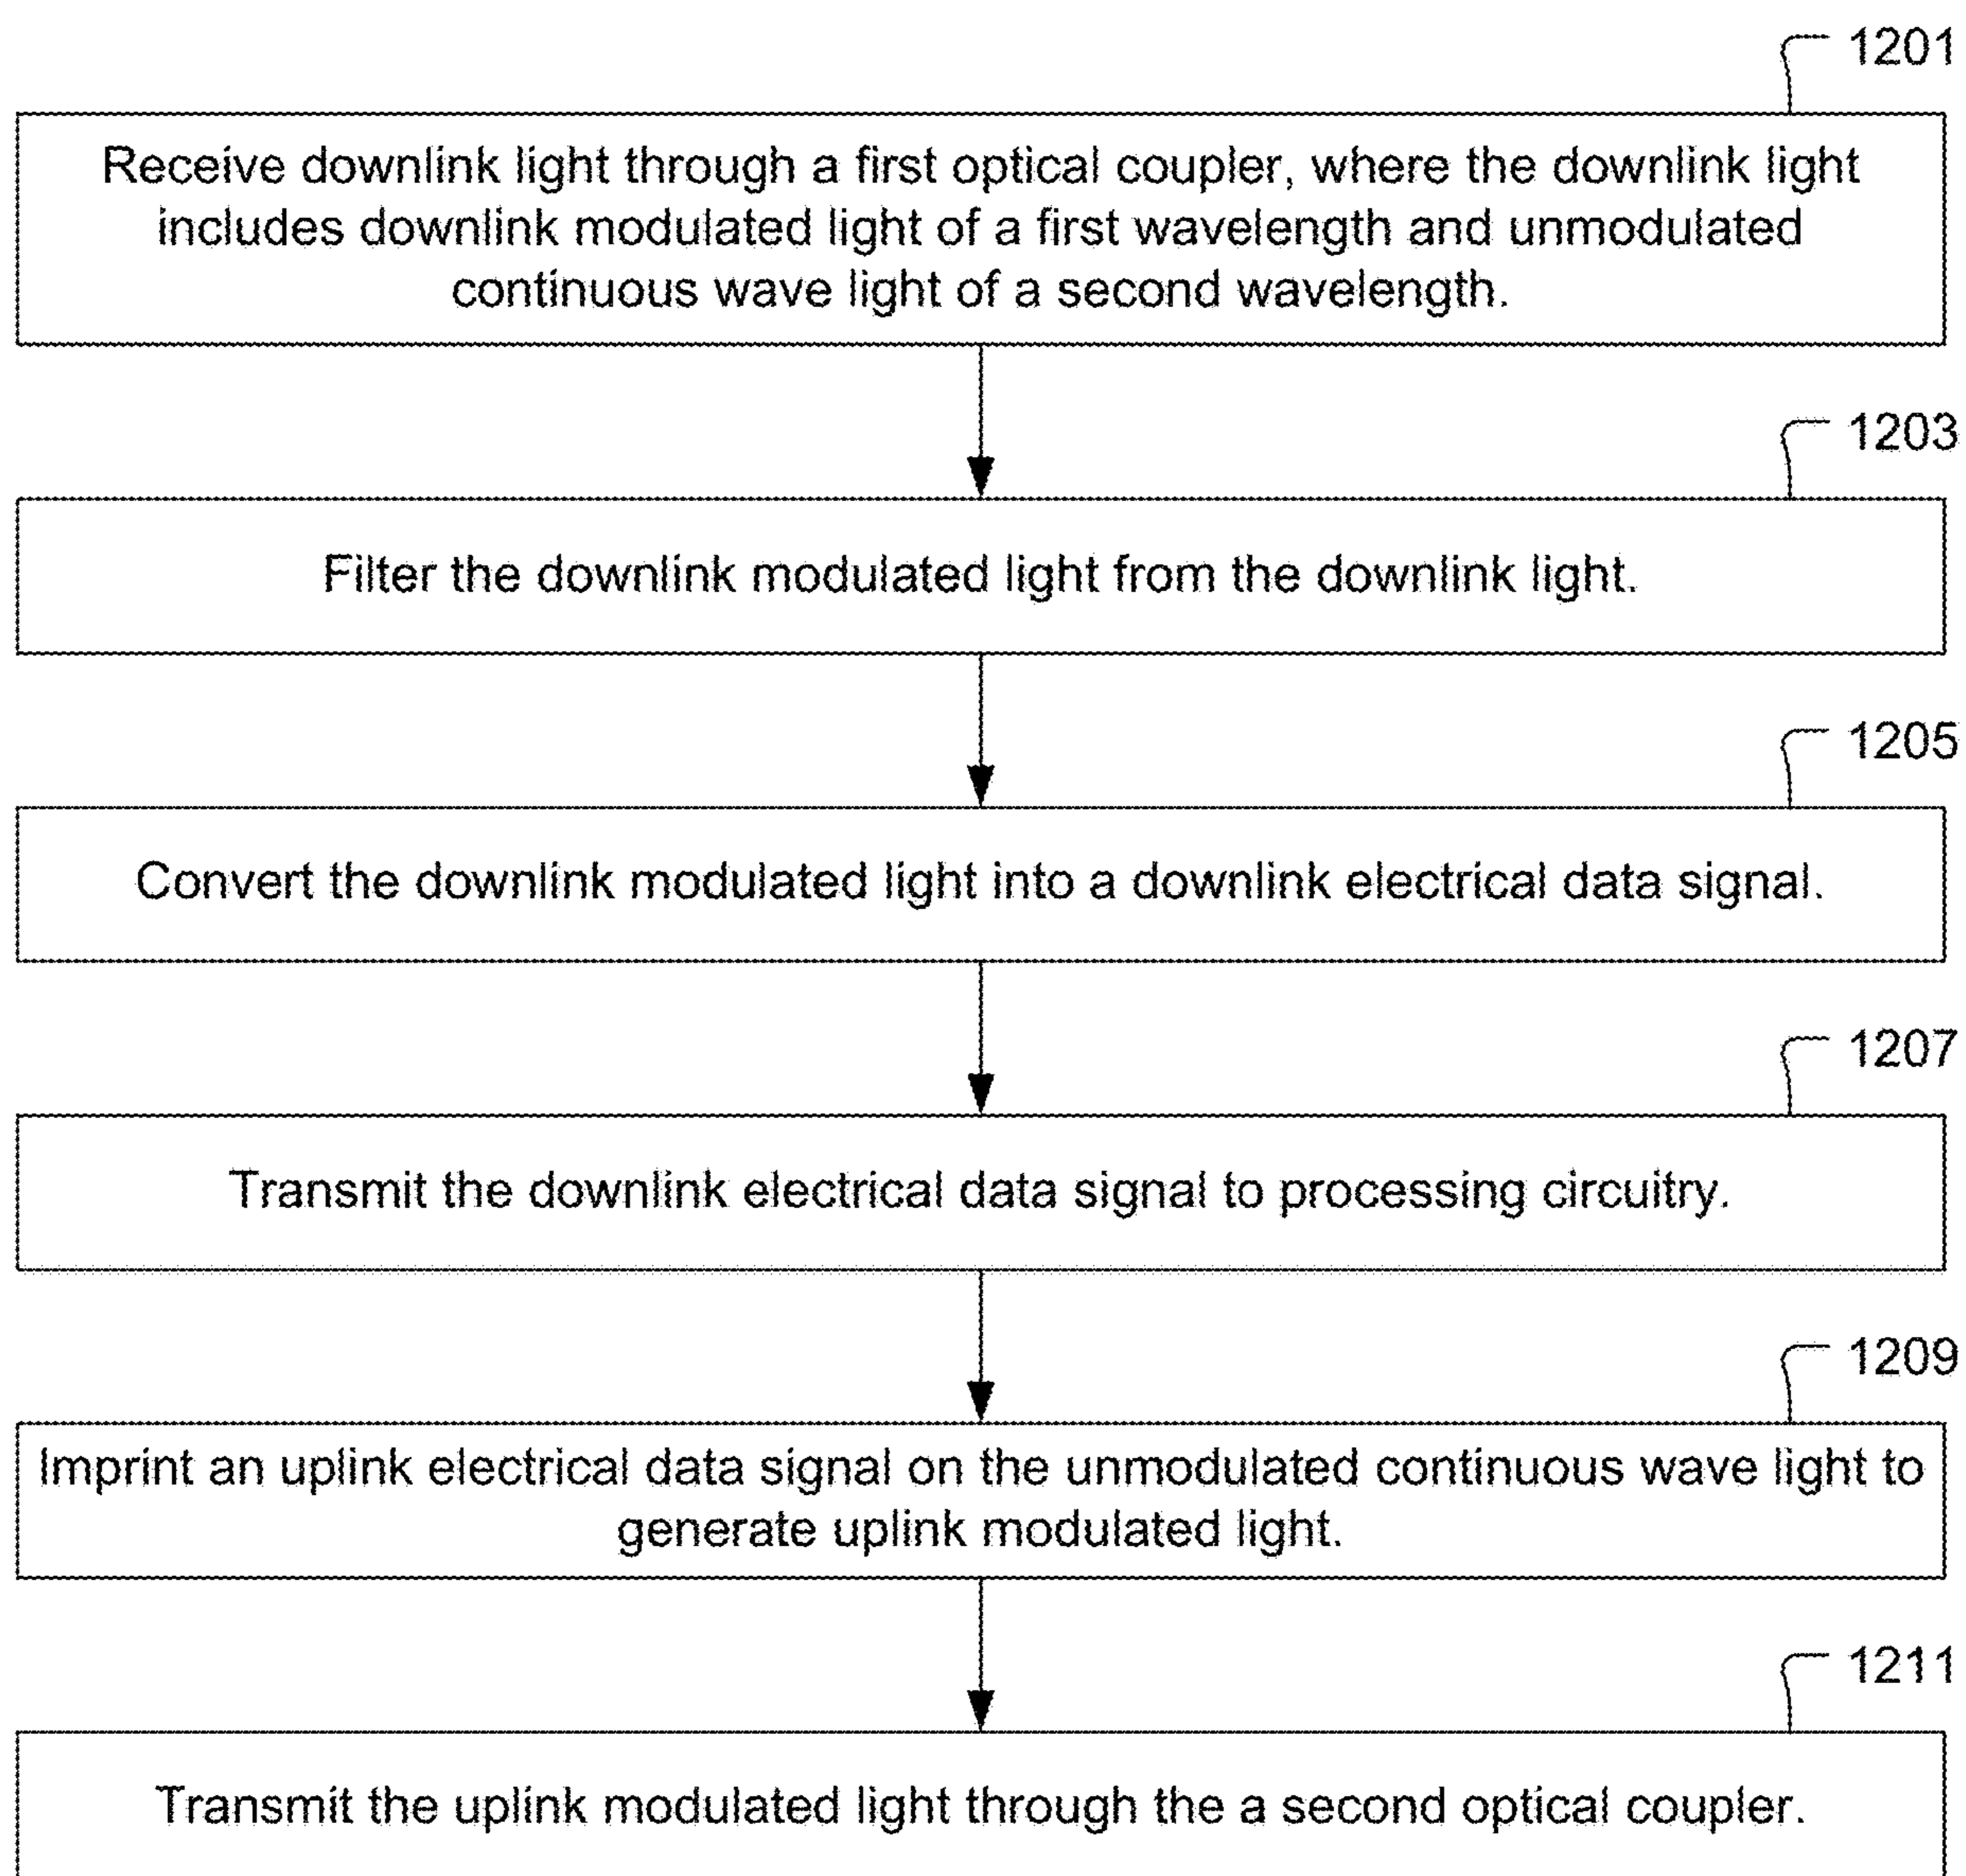 1201
Receive downlink light through a first optical coupler, where the downlink light
includes downlink modulated light of a first wavelength and unmodulated
continuous wave light of a second wavelength.
1203
Filter the downlink modulated light from the downlink light.
1205
Convert the downlink modulated light into a downlink electrical data signal.
1207
Transmit the downlink electrical data signal to processing circuitry.
1209
Imprint an uplink electrical data signal on the unmodulated continuous wave light to
generate uplink modulated light.
1211
Transmit the uplink modulated light through the a second optical coupler.